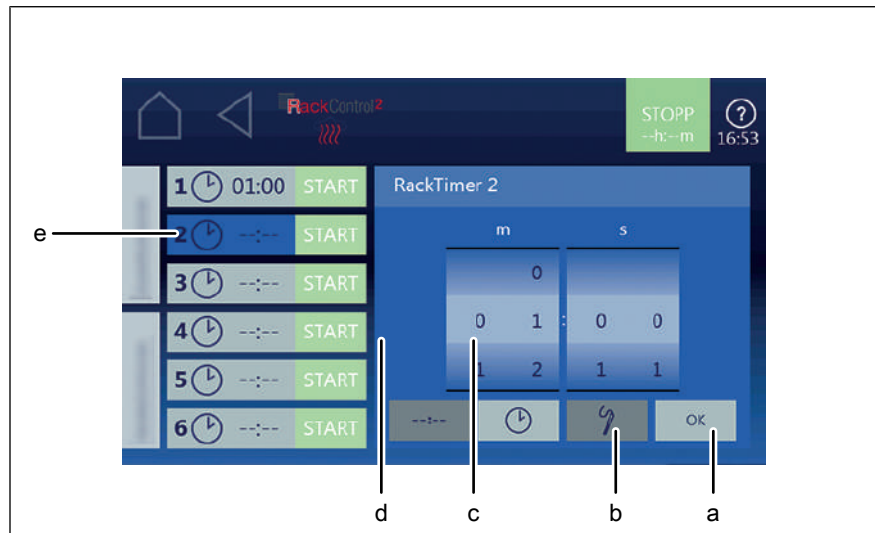 RackControl2
STOPP
--h:--m
?
16:53
1 01:00 START
RackTimer 2
m s
2 --:-- START
0
3 --:-- START
0 1 : 0 0
4 --:-- START
1 2 1 1
5 --:-- START
--:-- OK
6 --:-- START
e
d c b a